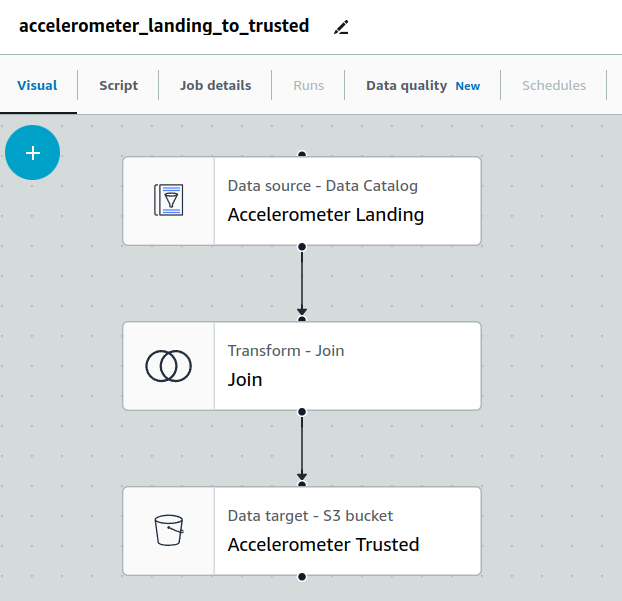 accelerometer_landing_to_trusted
Visual Script Job details Runs Data quality New Schedules
Data source - Data Catalog
Accelerometer Landing
Transform - Join
Join
Data target - S3 bucket
Accelerometer Trusted